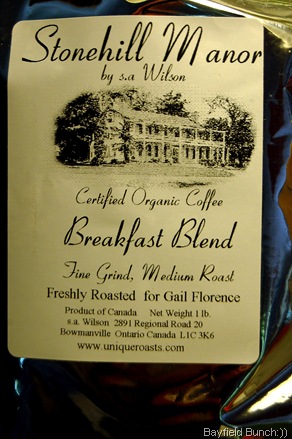 Stonehill Manor
by s.a Wilson
Certified Organic Coffee
Breakfast Blend
Fine Grind, Medium Roast
Freshly Roasted for Gail Florence
Product of Canada Net Weight 1 lb.
s.a. Wilson 2891 Regional Road 20
Bowmanville Ontario Canada L1C 3K6
www.uniqueroasts.com
Bayfield Bunch:))